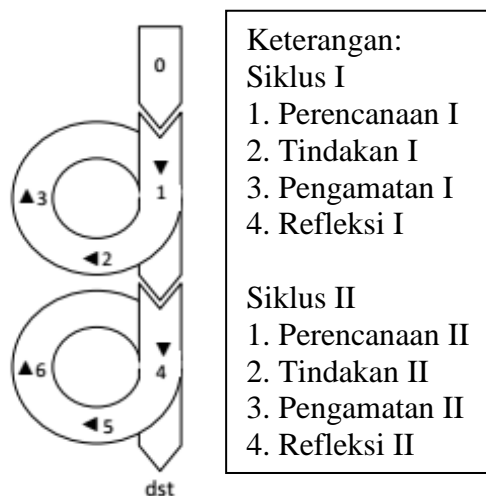 0
▼
1
▲3
◀2
▼
4
▲6
◀5
dst
Keterangan:
Siklus I
1. Perencanaan I
2. Tindakan I
3. Pengamatan I
4. Refleksi I
Siklus II
1. Perencanaan II
2. Tindakan II
3. Pengamatan II
4. Refleksi II